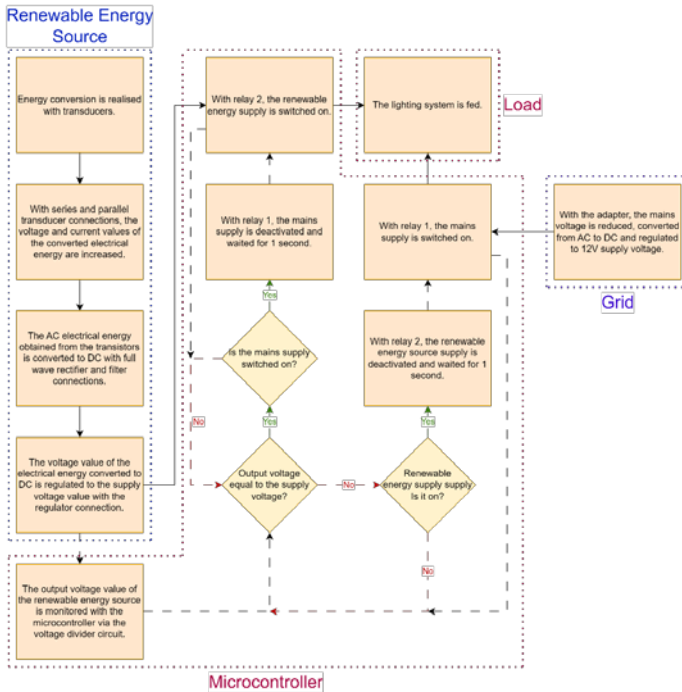 Renewable Energy
Source
Energy conversion is realised
with transducers.
With series and parallel
transducer connections, the
voltage and current values of
the converted electrical
energy are increased.
The AC electrical energy
obtained from the transistors
is converted to DC with full
wave rectifier and filter
connections.
The voltage value of the
electrical energy converted to
DC is regulated to the supply
voltage value with the
regulator connection.
The output voltage value of
the renewable energy source
is monitored with the
microcontroller via the
voltage divider circuit.
With relay 2, the renewable
energy supply is switched on.
With relay 1, the mains
supply is deactivated and
waited for 1 second.
Yes
Is the mains supply
switched on?
No
Yes
Output voltage
equal to the supply
voltage?
No
The lighting system is fed.
Load
With relay 1, the mains
supply is switched on.
With relay 2, the renewable
energy source supply is
deactivated and waited for 1
second.
Yes
Renewable
energy supply supply
Is it on?
No
With the adapter, the mains
voltage is reduced, converted
from AC to DC and regulated
to 12V supply voltage.
Grid
Microcontroller